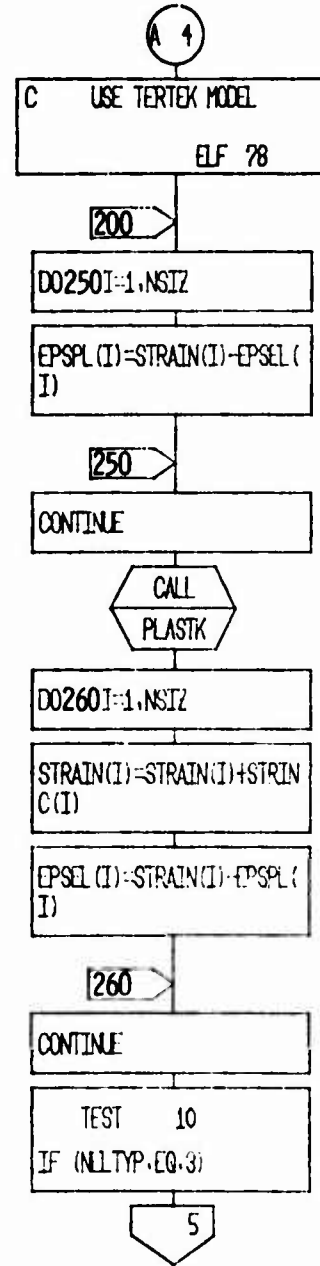 A 4
C USE TERTEK MODEL
ELF 78
200
DO250I=1,NSIZ
EPSPL(I)=STRAIN(I)-EPSEL(
I)
250
CONTINUE
CALL
PLASTK
DO260I=1,NSIZ
STRAIN(I)=STRAIN(I)+STRIN
C(I)
EPSEL(I)=STRAIN(I)-EPSPL(
I)
260
CONTINUE
TEST 10
IF (NLLTYP.EQ.3)
5